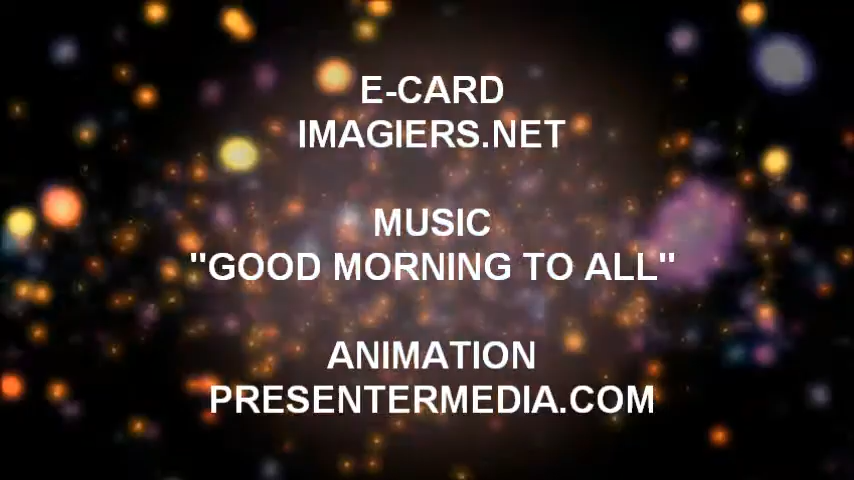 E-CARD
IMAGIERS.NET
MUSIC
"GOOD MORNING TO ALL"
ANIMATION
PRESENTERMEDIA.COM